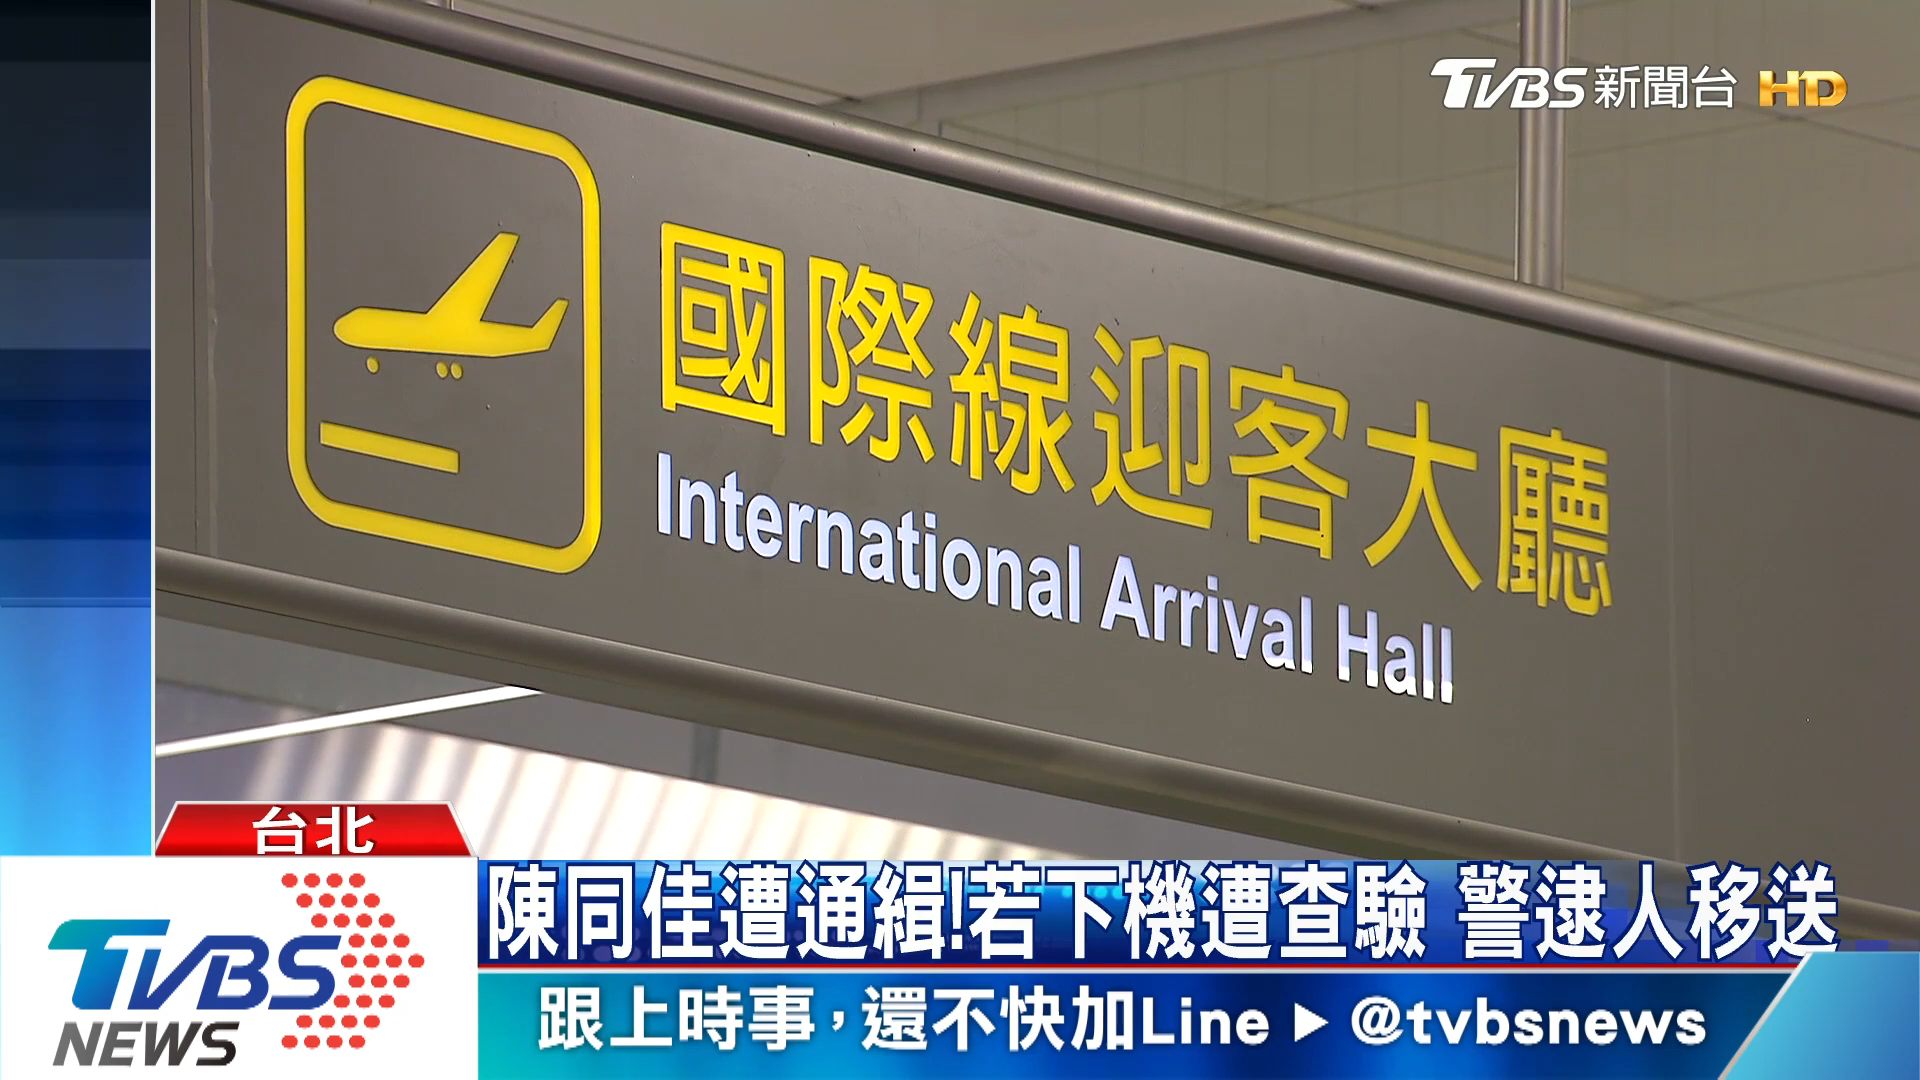 TVBS新聞台 HD
國際線迎客大廳
International Arrival Hall
台北
陳同佳遭通緝!若下機遭查驗 警逮人移送
TVBS
NEWS
跟上時事，還不快加Line ▶ @tvbsnews